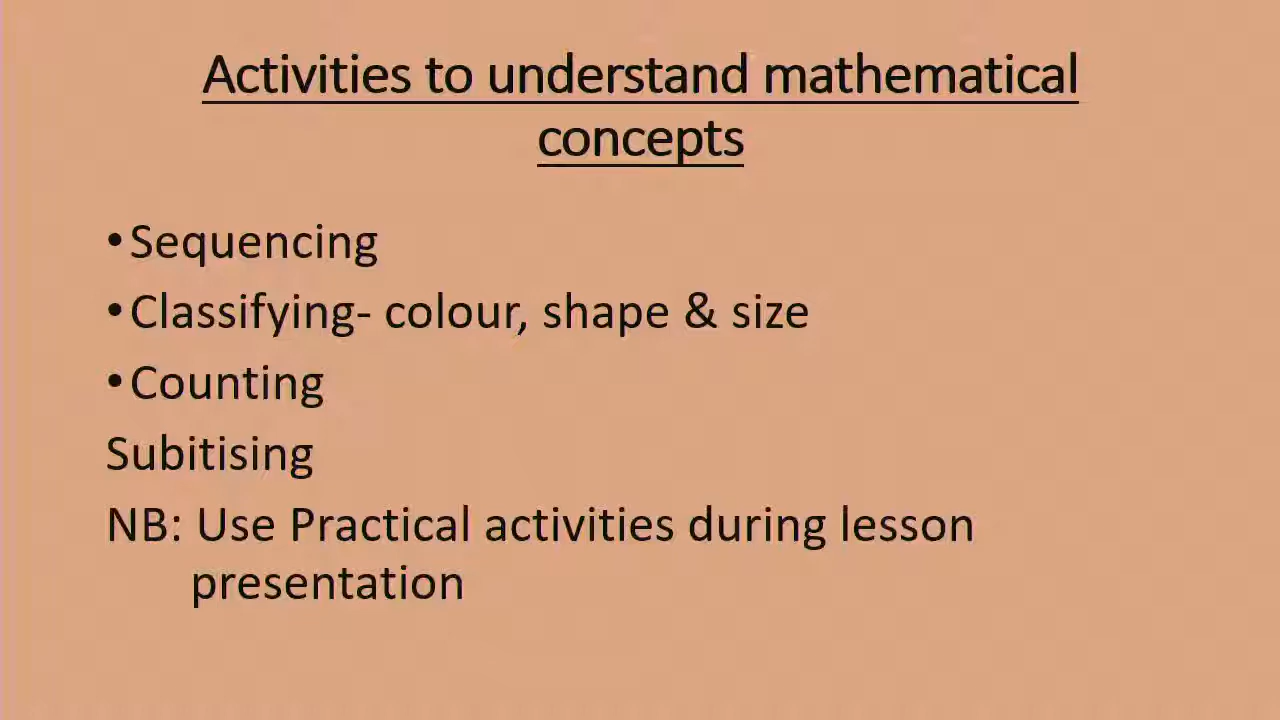 Activities to understand mathematical
concepts
•Sequencing
•Classifying- colour, shape & size
•Counting
Subitising
NB: Use Practical activities during lesson
presentation